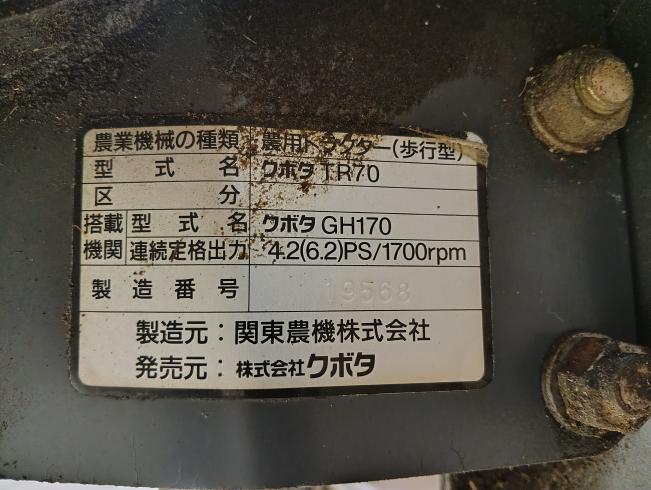 農業機械の種類 農用トラクター(歩行型)
型式名 クボタ TR70
区分
搭載機関 型式名 クボタ GH170
連続定格出力 4.2(6.2)PS/1700rpm
製造番号 19568
製造元：関東農機株式会社
発売元：株式会社クボタ